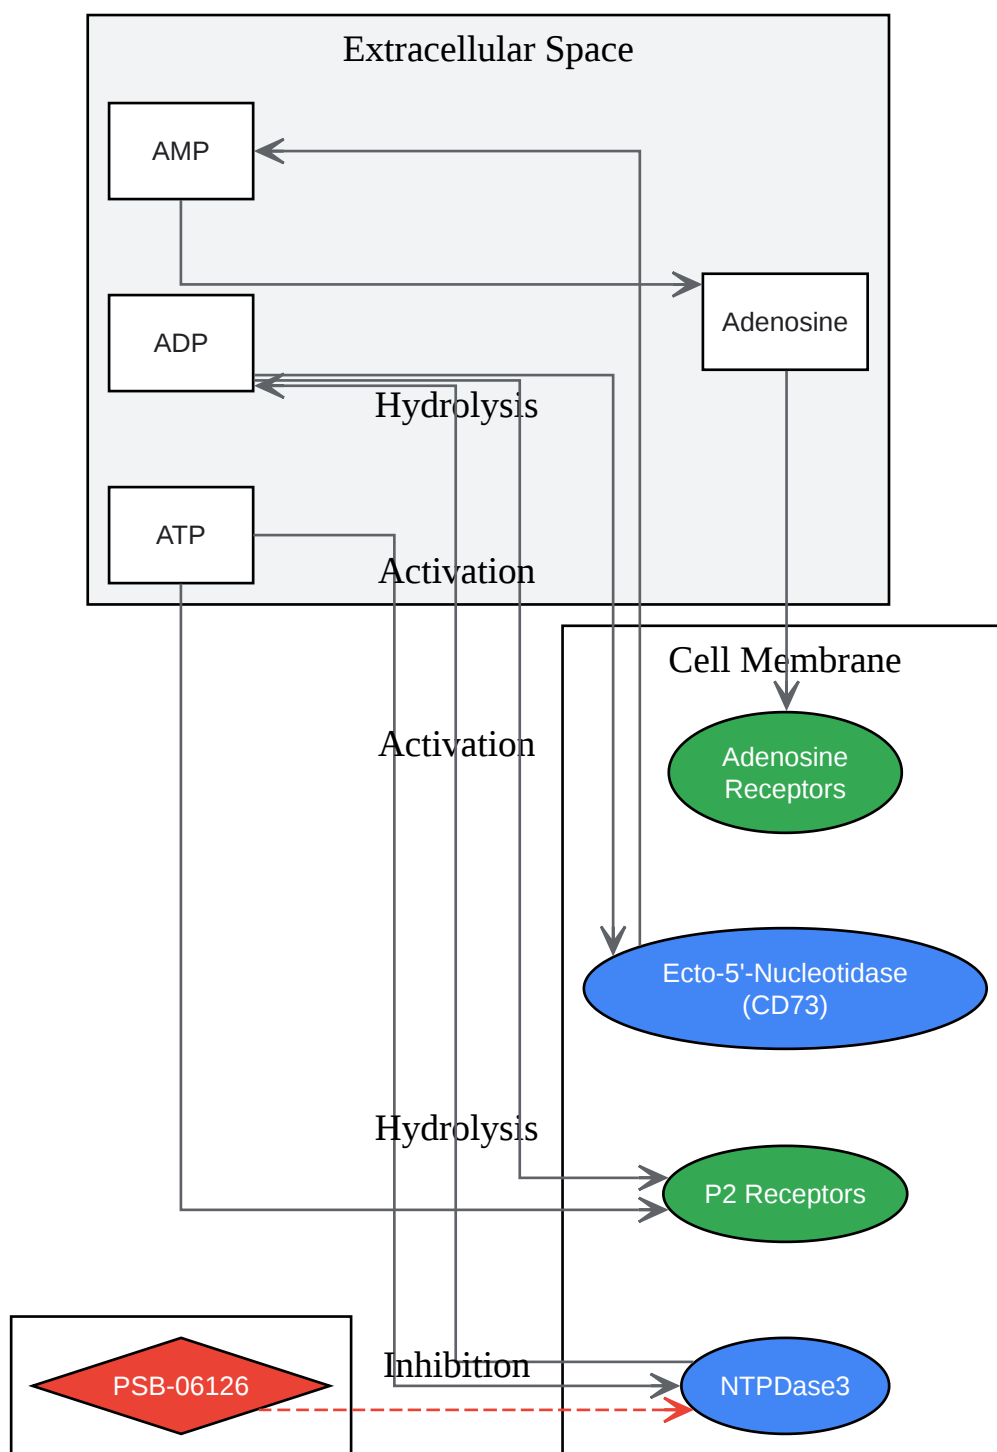 Extracellular Space
AMP
Adenosine
ADP
Hydrolysis
ATP
Activation
Cell Membrane
Activation
Adenosine
Receptors
Ecto-5'-Nucleotidase
(CD73)
Hydrolysis
P2 Receptors
Inhibition
PSB-06126
NTPDase3